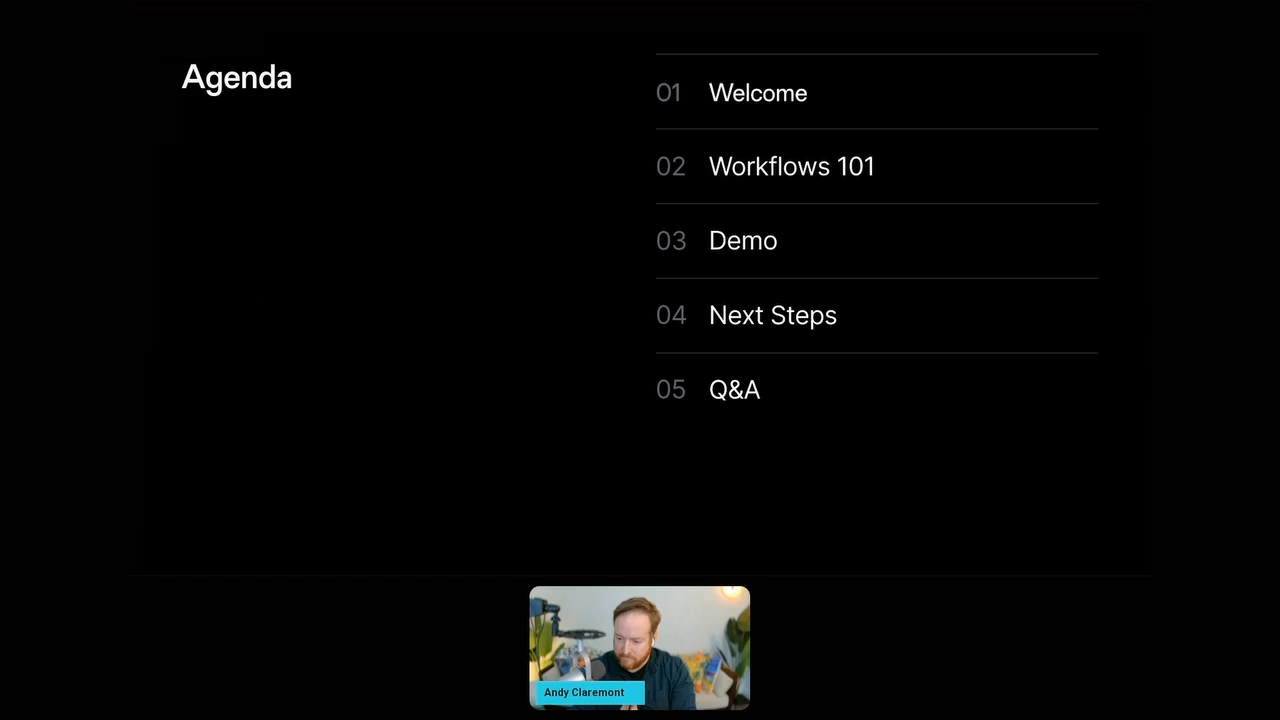 Agenda
01 Welcome
02 Workflows 101
03 Demo
04 Next Steps
05 Q&A
Andy Claremont